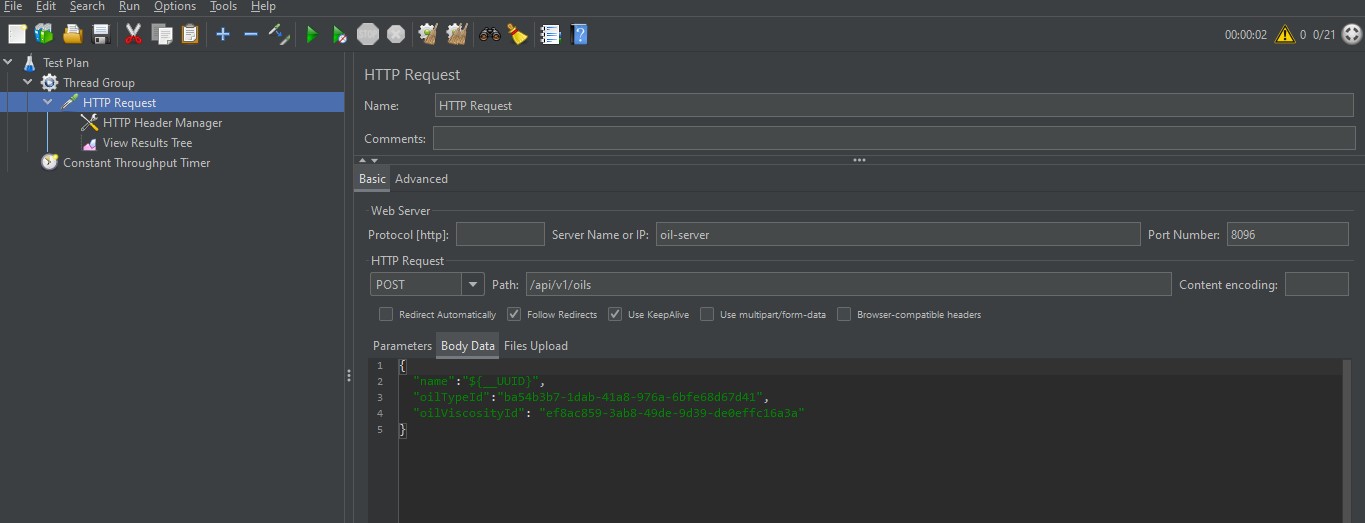 File Edit Search Run Options Tools Help
00:00:02 0 0/21
Test Plan
Thread Group
HTTP Request
HTTP Header Manager
View Results Tree
Constant Throughput Timer
HTTP Request
Name: HTTP Request
Comments:
Basic Advanced
Web Server
Protocol [http]: Server Name or IP: oil-server Port Number: 8096
HTTP Request
POST Path: /api/v1/oils Content encoding:
Redirect Automatically Follow Redirects Use KeepAlive Use multipart/form-data Browser-compatible headers
Parameters Body Data Files Upload
1 {
2 "name":"${__UUID}",
3 "oilTypeId":"ba54b3b7-1dab-41a8-976a-6bfe68d67d41",
4 "oilViscosityId": "ef8ac859-3ab8-49de-9d39-de0effc16a3a"
5 }